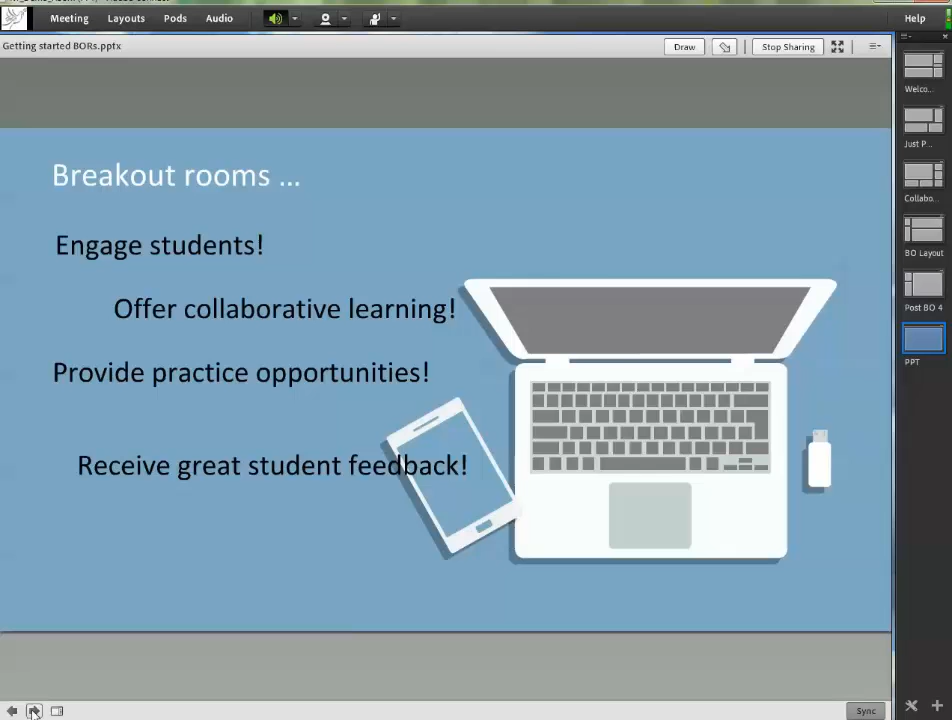 Meeting Layouts Pods Audio Help
Getting started BORs.pptx
Draw
Stop Sharing
Breakout rooms ...
Engage students!
Offer collaborative learning!
Provide practice opportunities!
Receive great student feedback!
Welco...
Just P...
Collabo...
BO Layout
Post BO 4
PPT
Sync